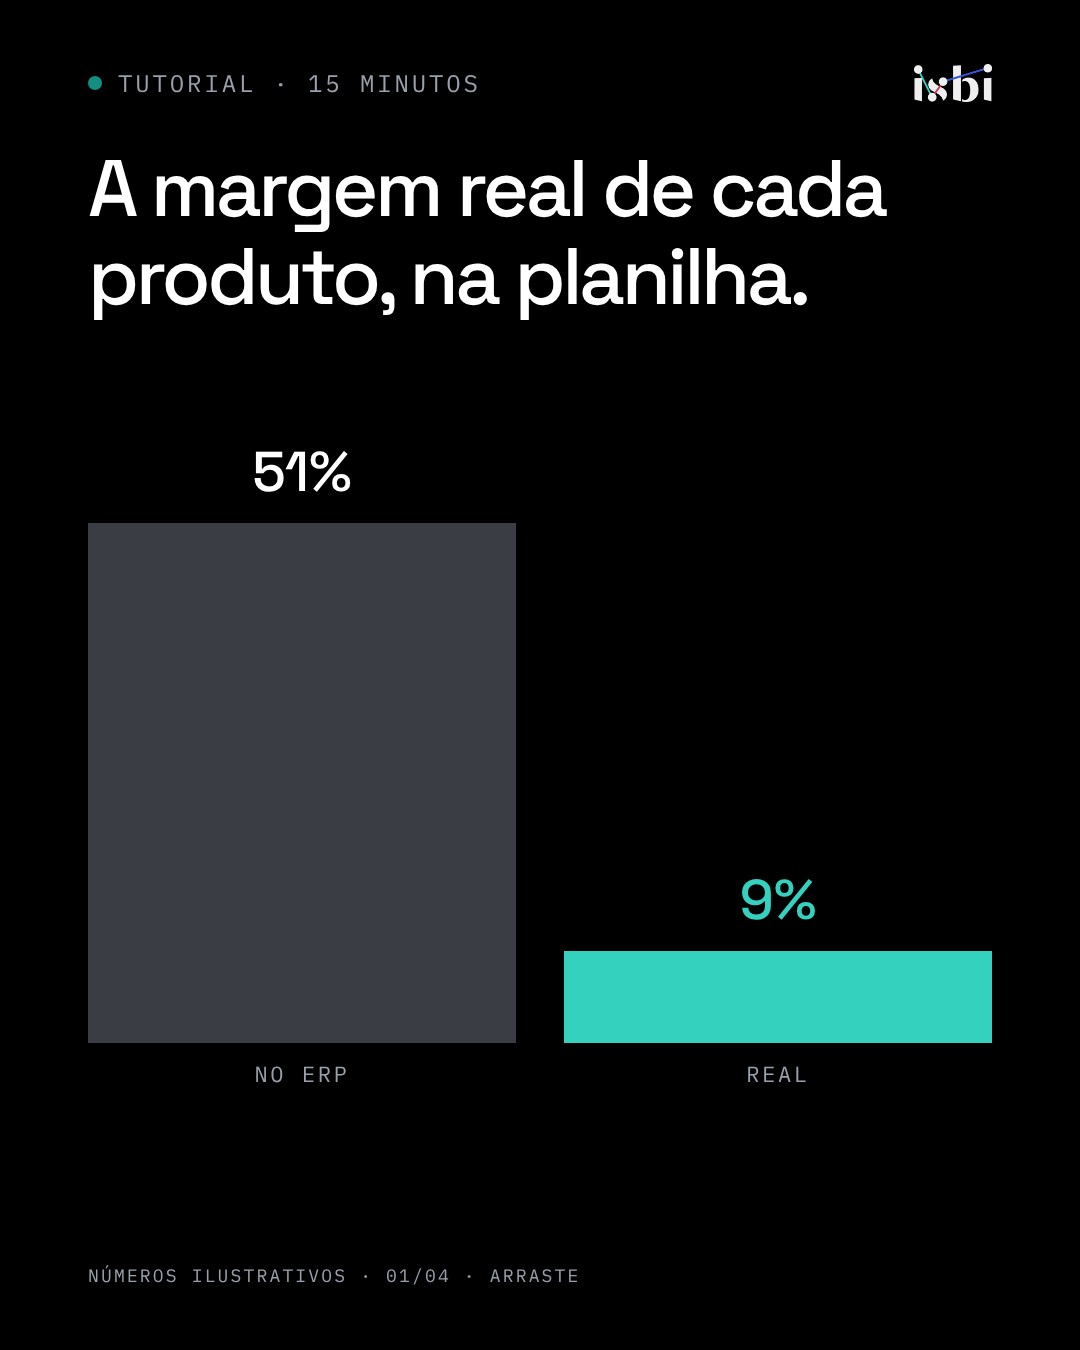 TUTORIAL · 15 MINUTOS
isbi
A margem real de cada
produto, na planilha.
51%
9%
NO ERP
REAL
NÚMEROS ILUSTRATIVOS · 01/04 · ARRASTE